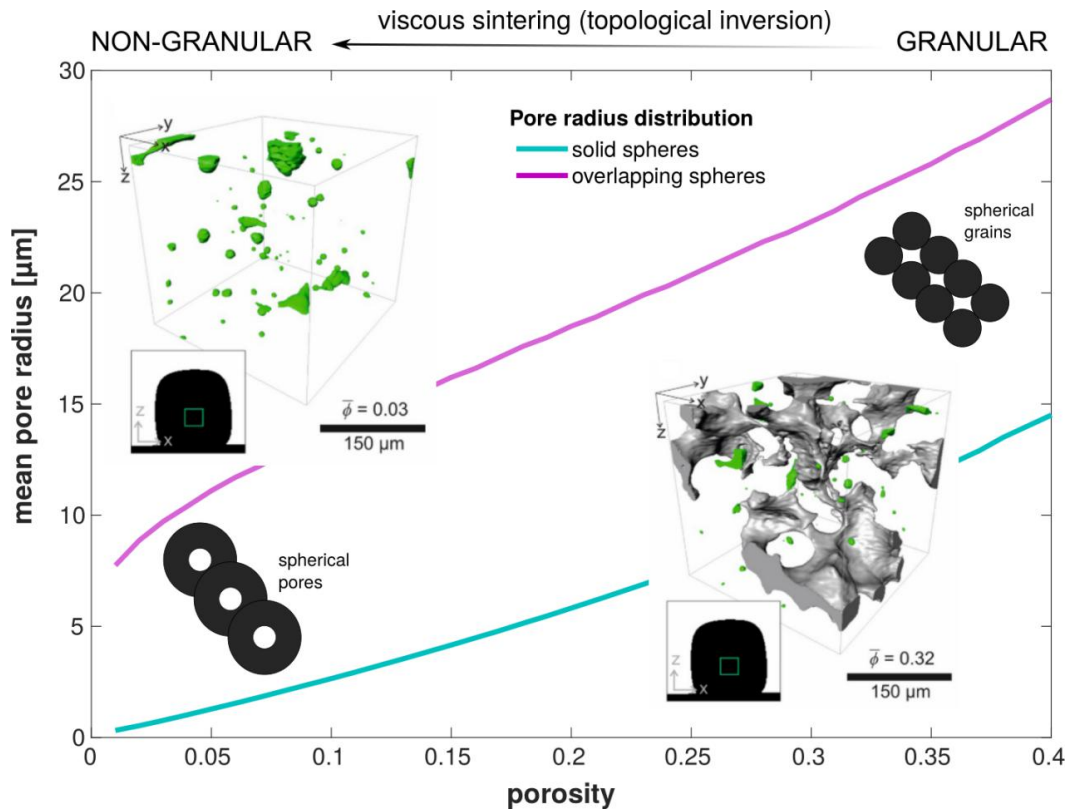 viscous sintering (topological inversion)
NON-GRANULAR
GRANULAR
30
25
20
15
10
5
0
mean pore radius [µm]
Pore radius distribution
solid spheres
overlapping spheres
y
x
z
z
x
ϕ̅ = 0.03
150 µm
spherical
grains
spherical
pores
y
x
z
z
x
ϕ̅ = 0.32
150 µm
0
0.05
0.1
0.15
0.2
0.25
0.3
0.35
0.4
porosity